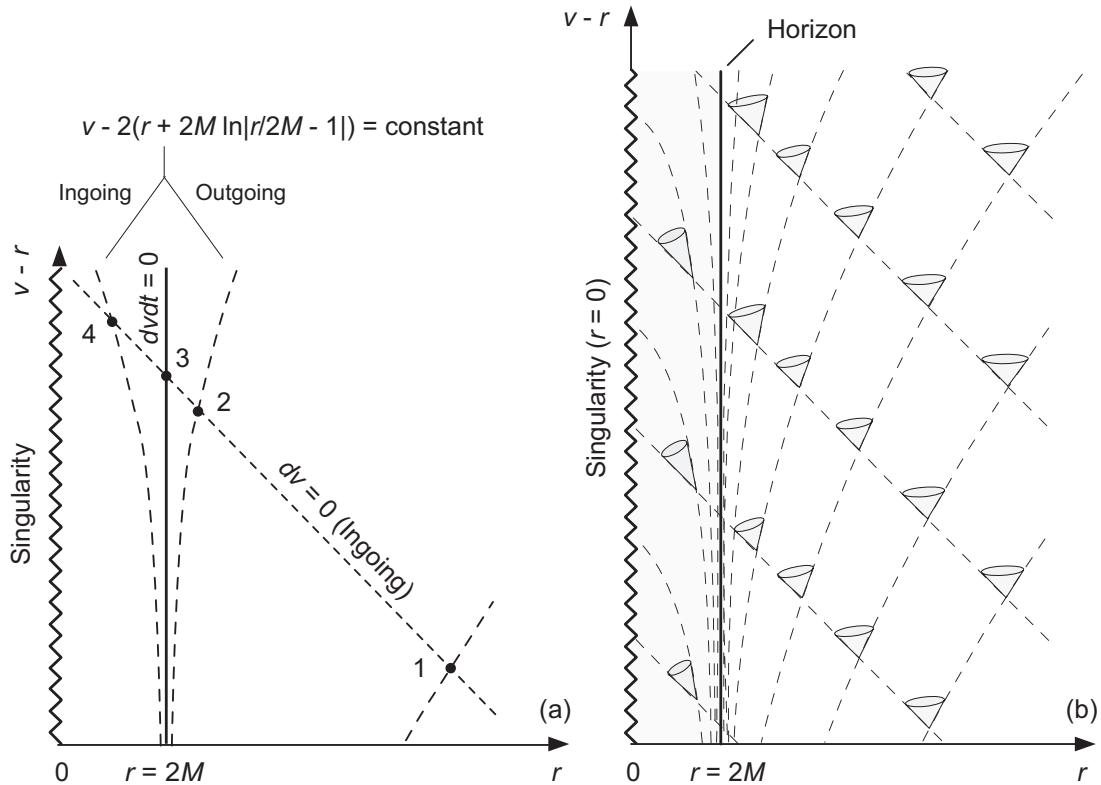 v - 2(r + 2M ln|r/2M - 1|) = constant
Ingoing
Outgoing
v - r
Singularity
dvdt = 0
4
3
2
dv = 0 (Ingoing)
1
(a)
0
r = 2M
r
v - r
Horizon
Singularity (r = 0)
(b)
0
r = 2M
r